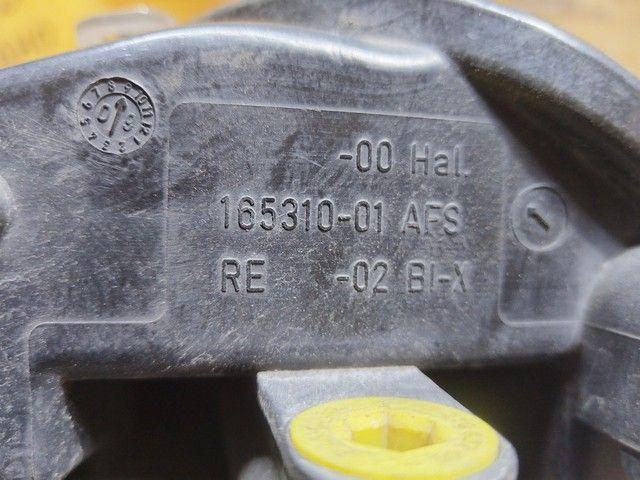 -00 Hal.
165310-01 AFS
RE -02 BI-X